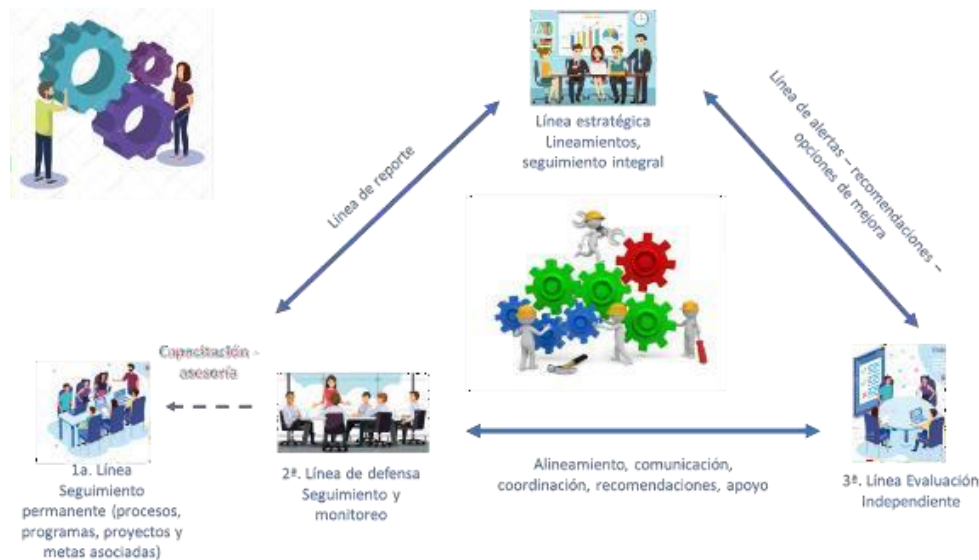 Línea estratégica
Lineamientos,
seguimiento integral
Línea de reporte
Línea de alertas – recomendaciones –
opciones de mejora
Capacitación -
asesoría
1a. Línea
Seguimiento
permanente (procesos,
programas, proyectos y
metas asociadas)
2ª. Línea de defensa
Seguimiento y
monitoreo
Alineamiento, comunicación,
coordinación, recomendaciones, apoyo
3ª. Línea Evaluación
Independiente